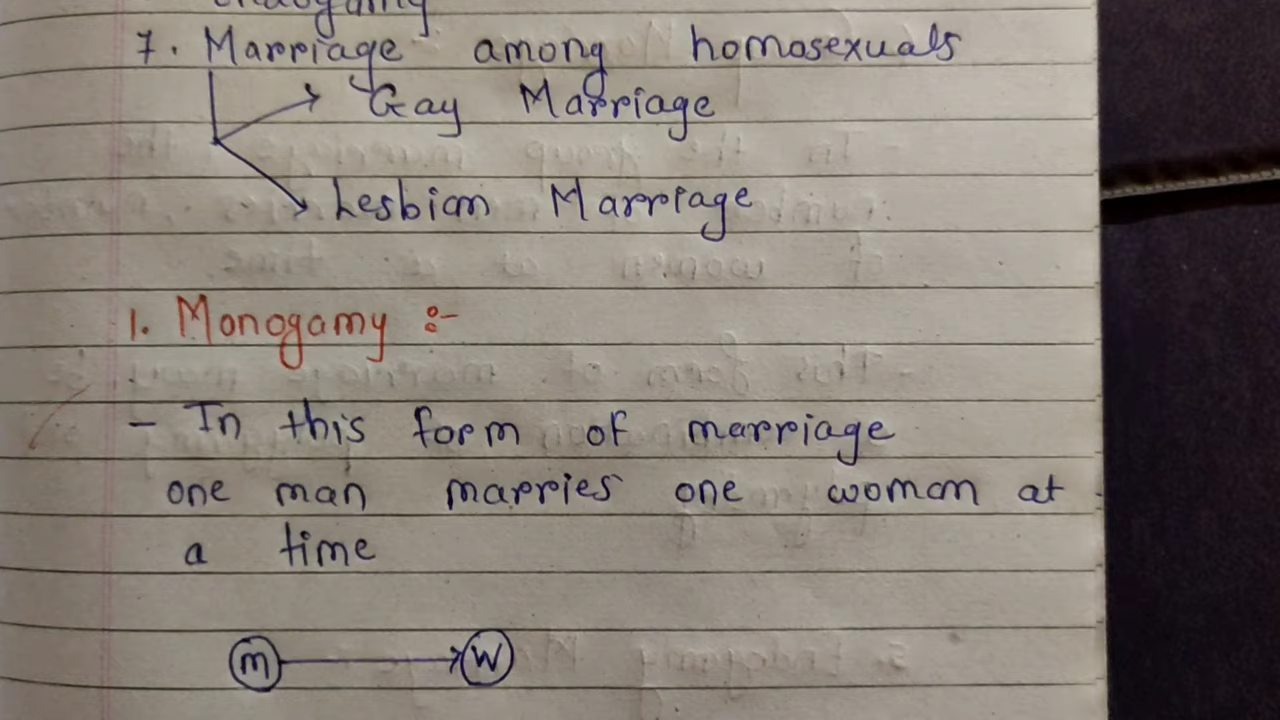 endogamy
7. Marriage among homosexuals
Gay Marriage
Lesbian Marriage
1. Monogamy :-
- In this form of marriage
one man marries one woman at
a time
m W